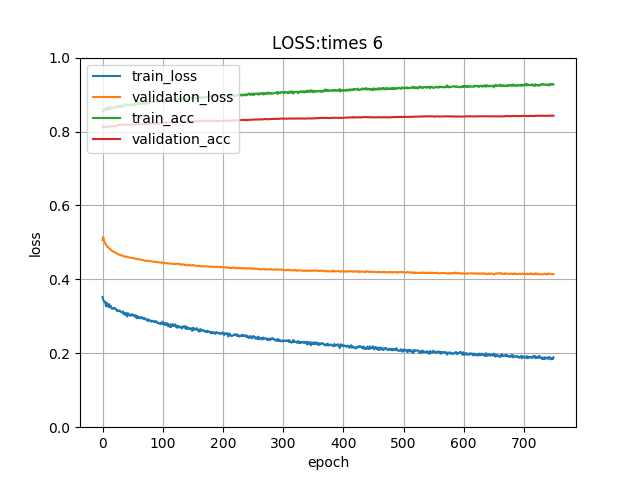 LOSS:times 6
1.0
0.8
0.6
0.4
0.2
0.0
loss
train_loss
validation_loss
train_acc
validation_acc
0 100 200 300 400 500 600 700
epoch